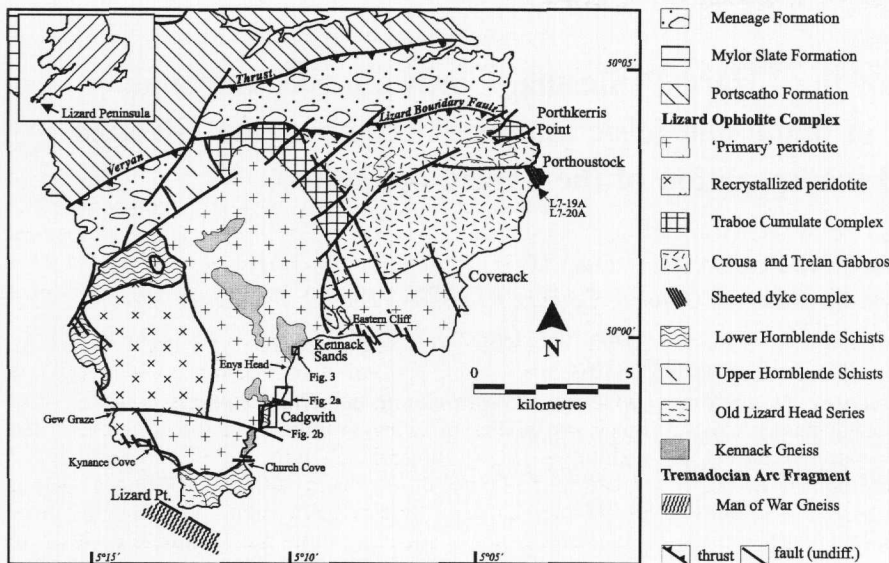 Lizard Peninsula
Thrust
Veryan
Lizard Boundary Fault
Porthkerris
Point
Porthoustock
L7-19A
L7-20A
50°05'
Coverack
Eastern Cliff
Kennack
Sands
Enys Head
Fig. 3
Fig. 2a
Cadgwith
Fig. 2b
Gew Graze
Kynance Cove
Church Cove
Lizard Pt.
N
50°00'
0 5
kilometres
5°15' 5°10' 5°05'
Meneage Formation
Mylor Slate Formation
Portscatho Formation
Lizard Ophiolite Complex
'Primary' peridotite
Recrystallized peridotite
Traboe Cumulate Complex
Crousa and Trelan Gabbros
Sheeted dyke complex
Lower Hornblende Schists
Upper Hornblende Schists
Old Lizard Head Series
Kennack Gneiss
Tremadocian Arc Fragment
Man of War Gneiss
thrust fault (undiff.)